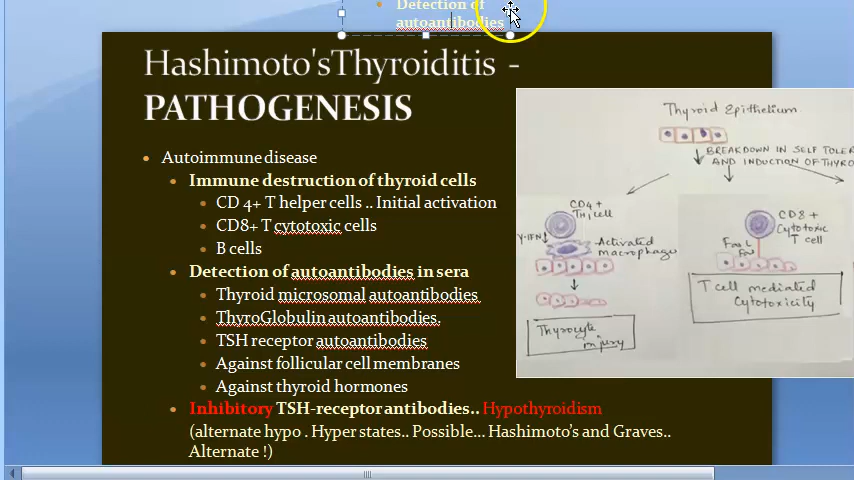 Detection of
autoantibodies
Hashimoto'sThyroiditis -
PATHOGENESIS
Autoimmune disease
Immune destruction of thyroid cells
CD 4+ T helper cells .. Initial activation
CD8+ T cytotoxic cells
B cells
Detection of autoantibodies in sera
Thyroid microsomal autoantibodies
ThyroGlobulin autoantibodies.
TSH receptor autoantibodies
Against follicular cell membranes
Against thyroid hormones
Inhibitory TSH-receptor antibodies.. Hypothyroidism
(alternate hypo . Hyper states.. Possible... Hashimoto's and Graves..
Alternate !)
Thyroid Epithelium
BREAKDOWN IN SELF TOLER
AND INDUCTION OF THYRO
CD4 +
TH1 cell
γ-IFN
Activated
macrophage
Thyrocyte
injury
CD8 +
Cytotoxic
T cell
Fas L
Fas
T cell mediated
Cytotoxicity